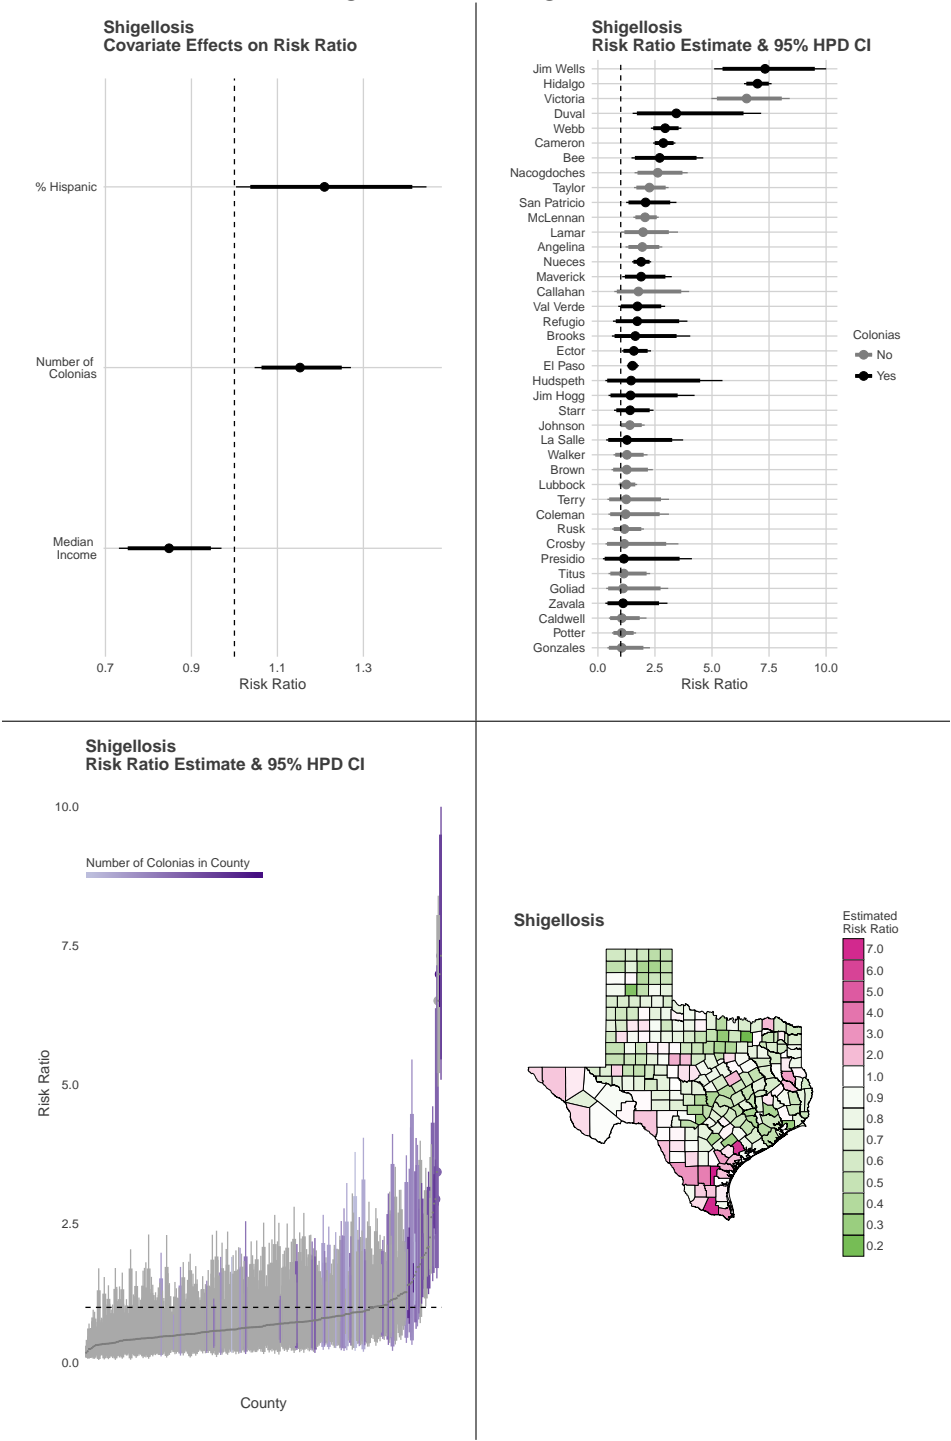 Shigellosis
Covariate Effects on Risk Ratio
% Hispanic
Number of
Colonias
Median
Income
0.7
0.9
1.1
1.3
Risk Ratio
Shigellosis
Risk Ratio Estimate & 95% HPD CI
Jim Wells
Hidalgo
Victoria
Duval
Webb
Cameron
Bee
Nacogdoches
Taylor
San Patricio
McLennan
Lamar
Angelina
Nueces
Maverick
Callahan
Val Verde
Refugio
Brooks
Ector
El Paso
Hudspeth
Jim Hogg
Starr
Johnson
La Salle
Walker
Brown
Lubbock
Terry
Coleman
Rusk
Crosby
Presidio
Titus
Goliad
Zavala
Caldwell
Potter
Gonzales
0.0
2.5
5.0
7.5
10.0
Risk Ratio
Colonias
No
Yes
Shigellosis
Risk Ratio Estimate & 95% HPD CI
10.0
7.5
5.0
2.5
0.0
Risk Ratio
Number of Colonias in County
County
Shigellosis
Estimated
Risk Ratio
7.0
6.0
5.0
4.0
3.0
2.0
1.0
0.9
0.8
0.7
0.6
0.5
0.4
0.3
0.2